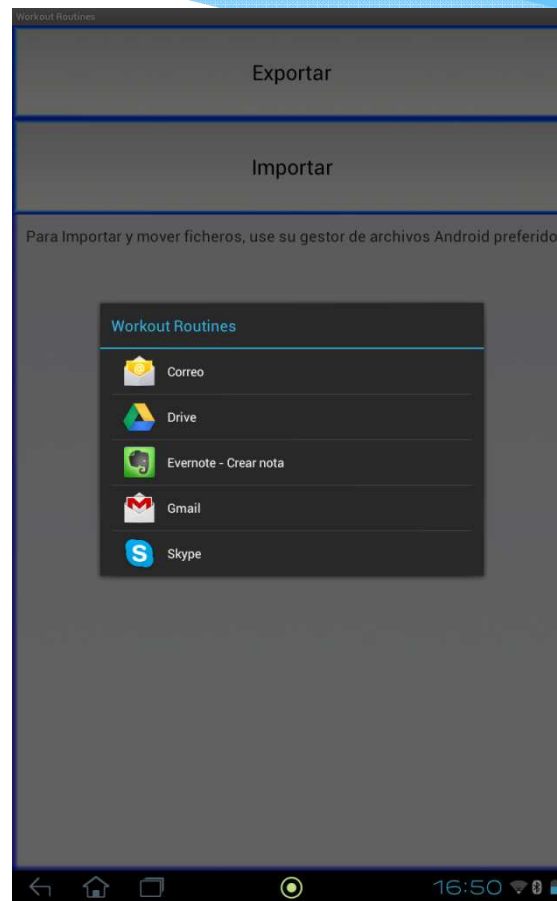 Workout Routines
Exportar
Importar
Para Importar y mover ficheros, use su gestor de archivos Android preferido
Workout Routines
Correo
Drive
Evernote - Crear nota
Gmail
S
Skype
16:50